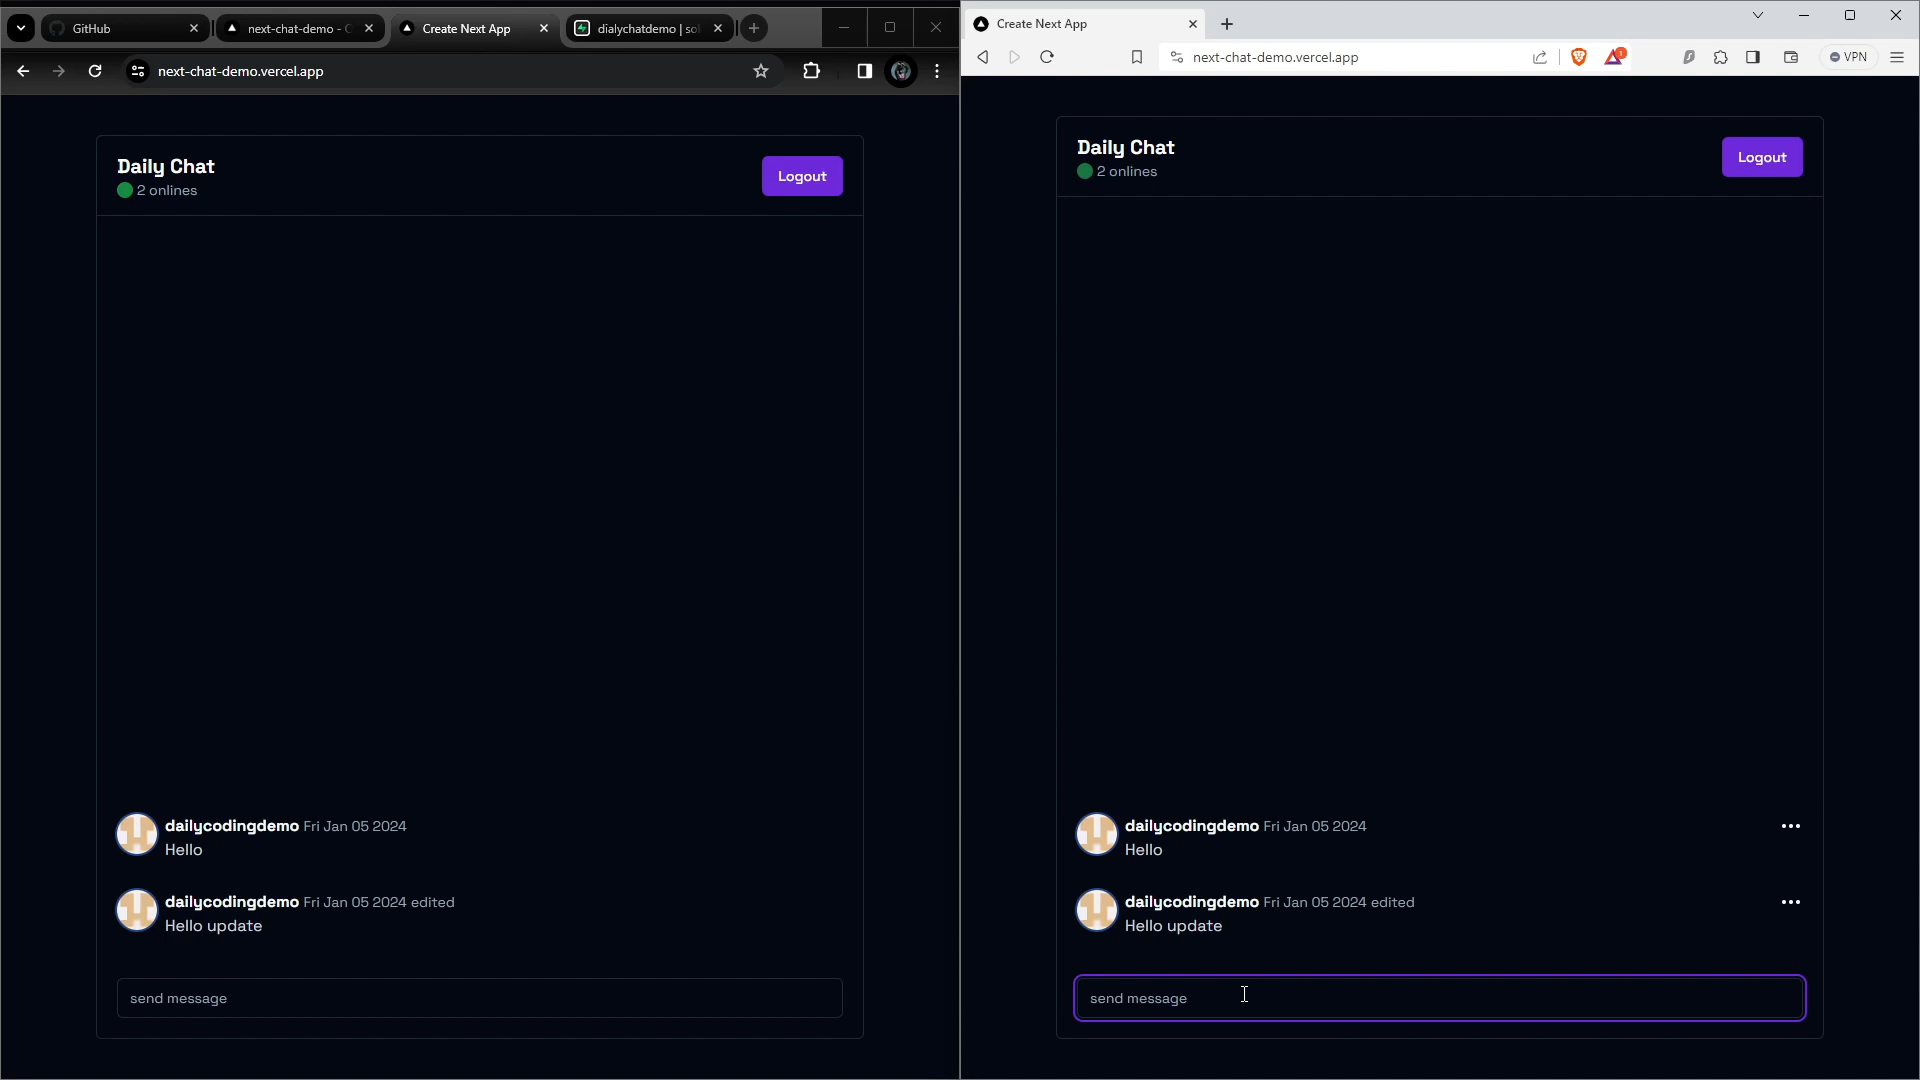 GitHub
next-chat-demo - O
Create Next App
dialychatdemo | so
next-chat-demo.vercel.app
Daily Chat
2 onlines
Logout
dailycodingdemo Fri Jan 05 2024
Hello
dailycodingdemo Fri Jan 05 2024 edited
Hello update
send message
Create Next App
next-chat-demo.vercel.app
1
VPN
Daily Chat
2 onlines
Logout
dailycodingdemo Fri Jan 05 2024
Hello
dailycodingdemo Fri Jan 05 2024 edited
Hello update
send message